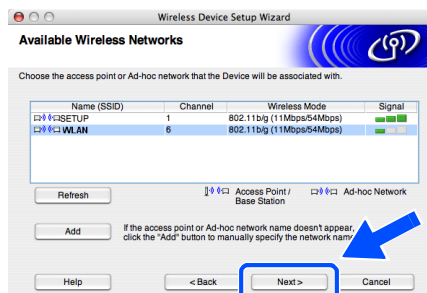 Wireless Device Setup Wizard
Available Wireless Networks
Choose the access point or Ad-hoc network that the Device will be associated with.
Name (SSID) Channel Wireless Mode Signal
SETUP 1 802.11b/g (11Mbps/54Mbps)
WLAN 6 802.11b/g (11Mbps/54Mbps)
Refresh Access Point / Ad-hoc Network
Base Station
Add If the access point or Ad-hoc network name doesn't appear,
click the "Add" button to manually specify the network name
Help < Back Next > Cancel